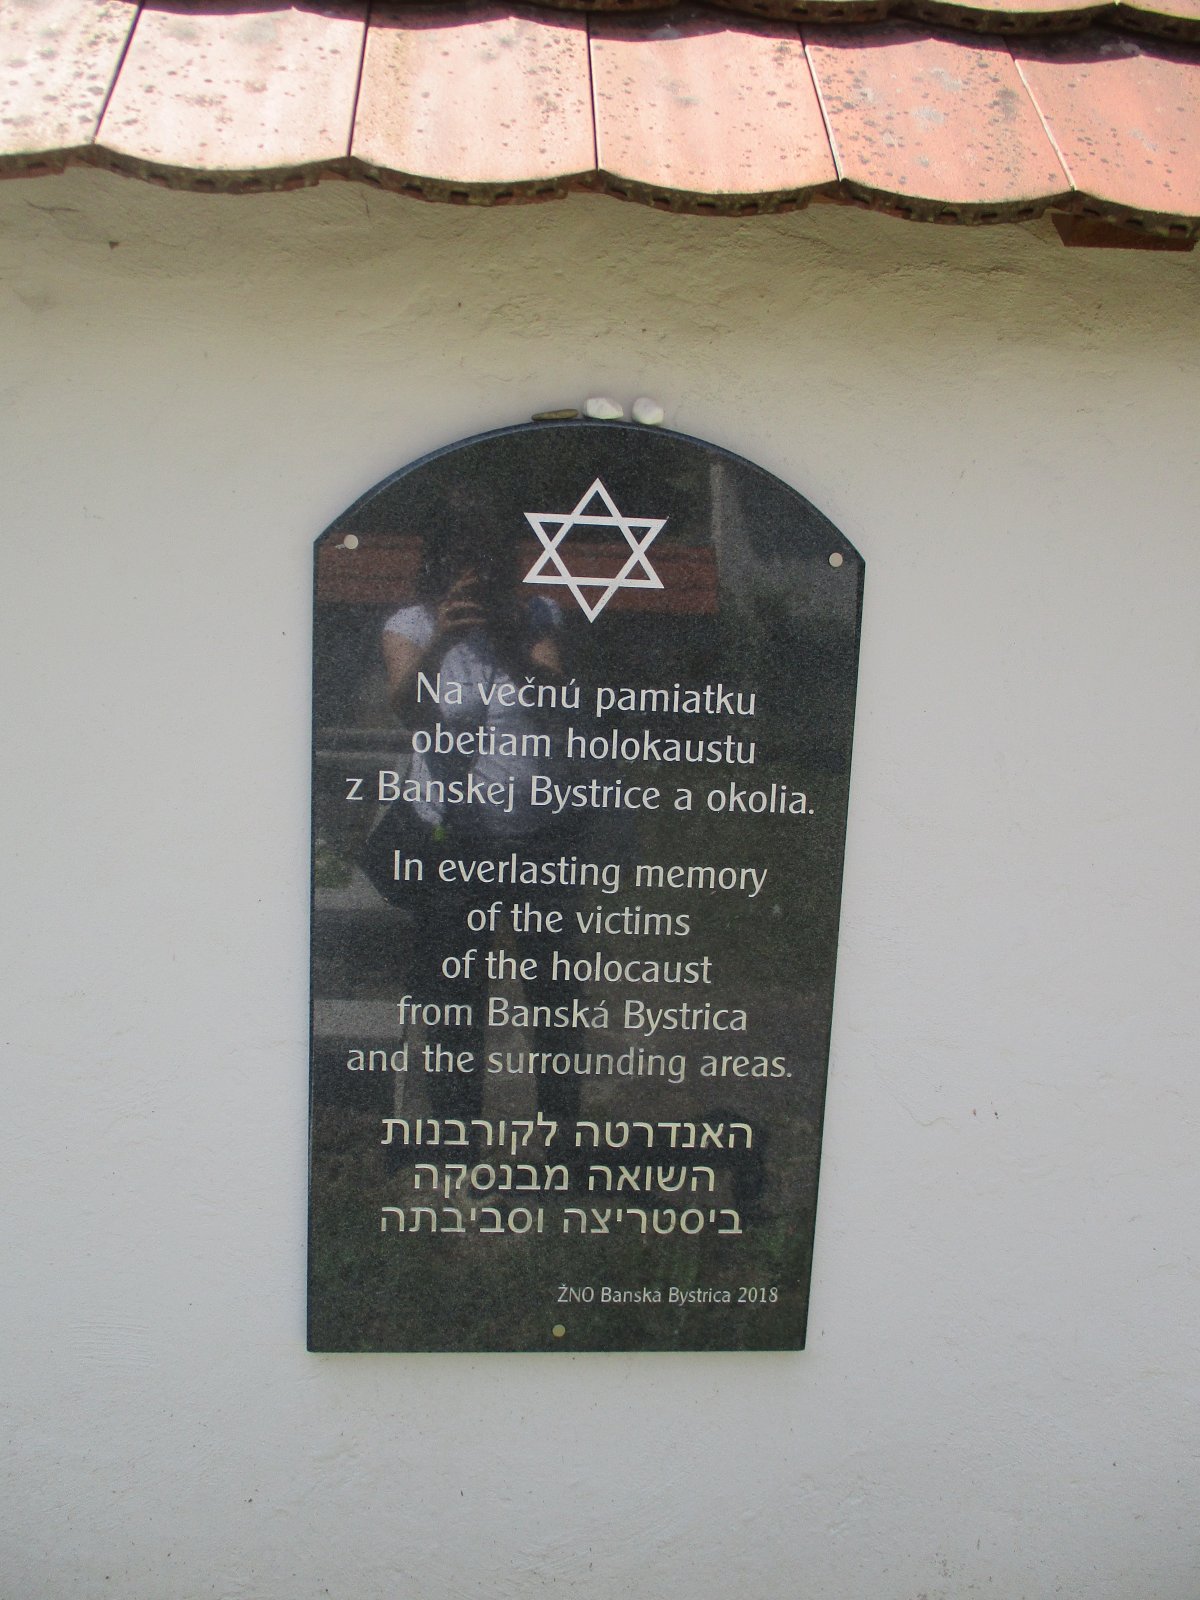 Na večnú pamiatku
obetiam holokaustu
z Banskej Bystrice a okolia.
In everlasting memory
of the victims
of the holocaust
from Banská Bystrica
and the surrounding areas.
האנדרטה לקורבנות
השואה מבנסקה
ביסטריצה וסביבתה
ŽNO Banská Bystrica 2018